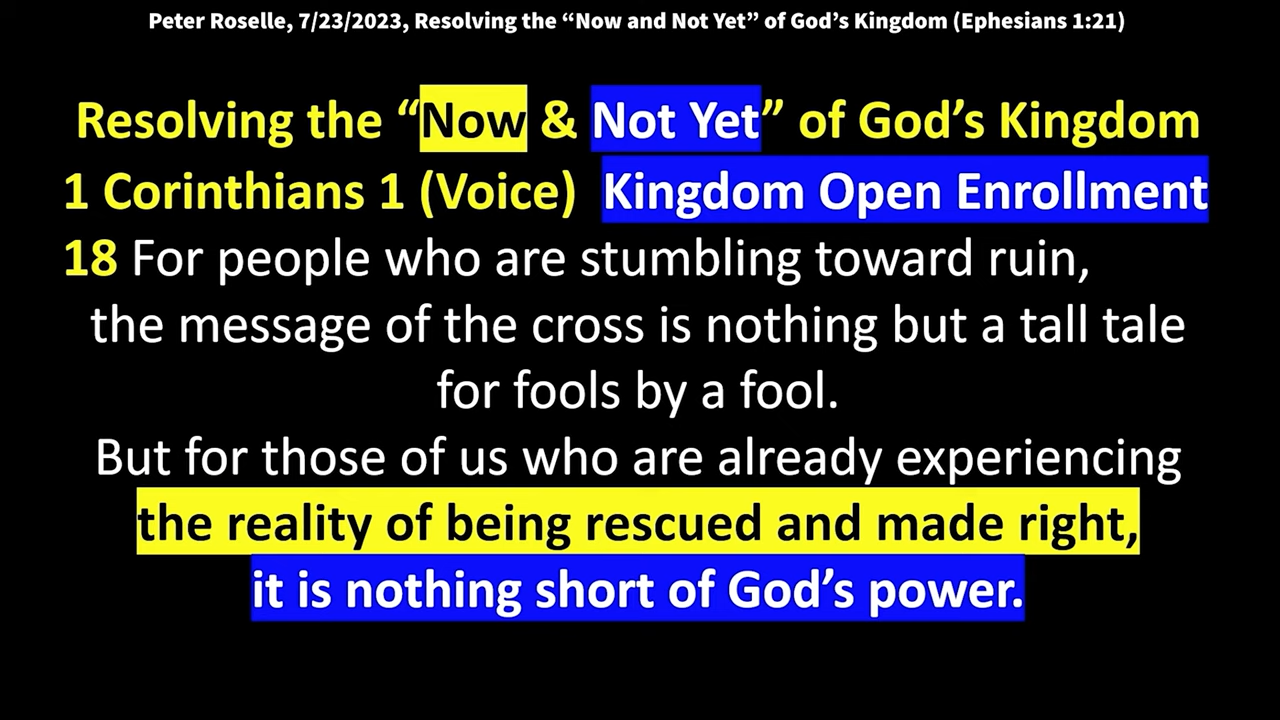 Peter Roselle, 7/23/2023, Resolving the “Now and Not Yet” of God’s Kingdom (Ephesians 1:21)
Resolving the “Now & Not Yet” of God’s Kingdom
1 Corinthians 1 (Voice) Kingdom Open Enrollment
18 For people who are stumbling toward ruin,
the message of the cross is nothing but a tall tale
for fools by a fool.
But for those of us who are already experiencing
the reality of being rescued and made right,
it is nothing short of God’s power.